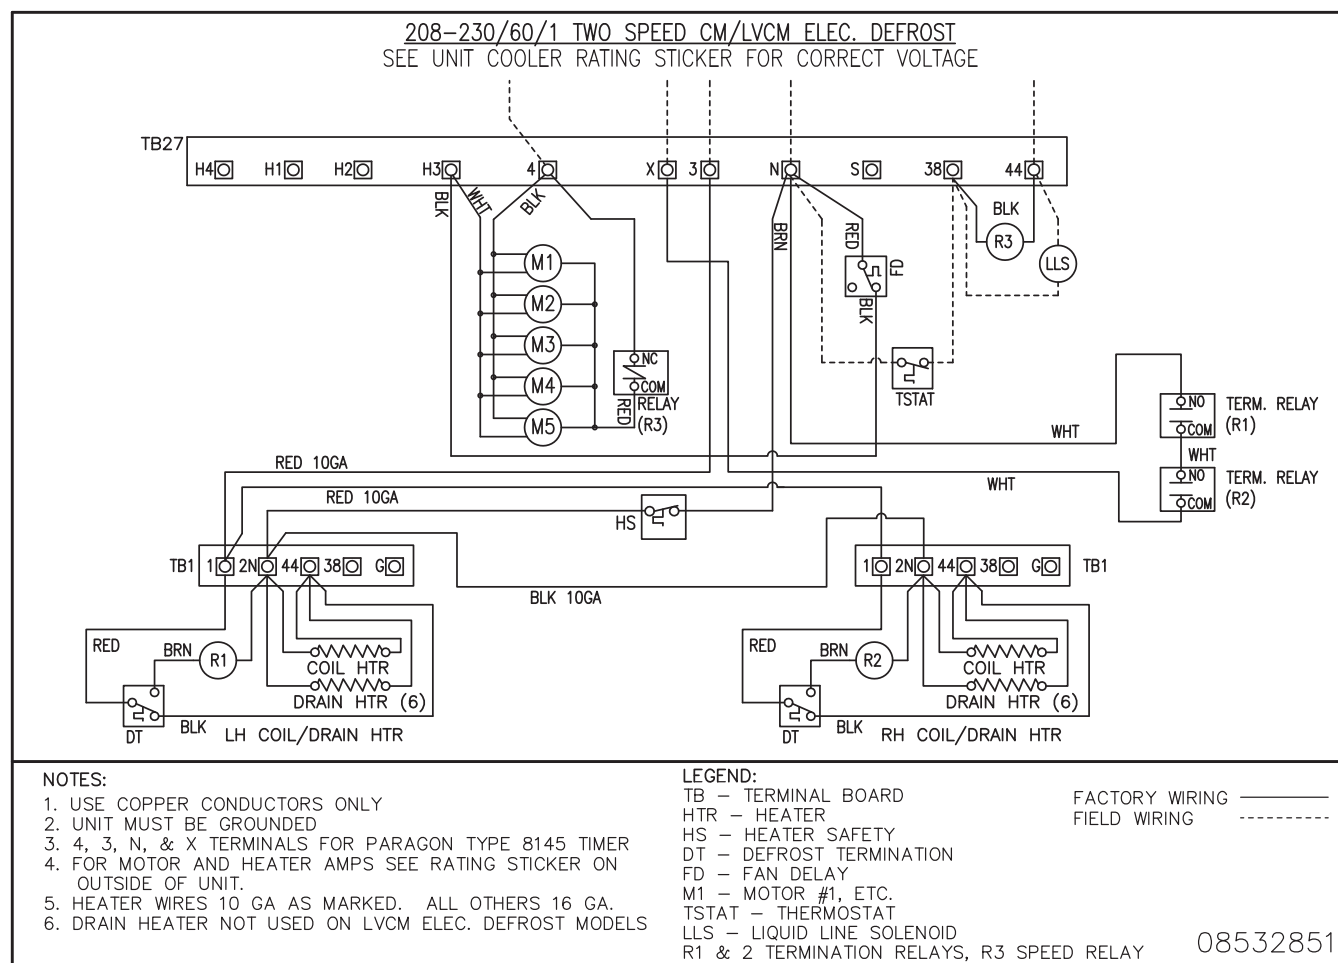 208-230/60/1 TWO SPEED CM/LVCM ELEC. DEFROST
SEE UNIT COOLER RATING STICKER FOR CORRECT VOLTAGE
TB27
H4 H1 H2 H3 4 X 3 N S 38 44
BLK
WHT
BLK
BRN
RED
FD
BLK
BLK
R3
LLS
M1
M2
M3
M4
M5
NC
COM
RED
RELAY
(R3)
TSTAT
NO
COM
TERM. RELAY
(R1)
WHT
WHT
NO
COM
TERM. RELAY
(R2)
WHT
RED 10GA
RED 10GA
HS
BLK 10GA
TB1 1 2N 44 38 G
1 2N 44 38 G TB1
RED
BRN
R1
COIL HTR
DRAIN HTR (6)
DT
BLK
LH COIL/DRAIN HTR
RED
BRN
R2
COIL HTR
DRAIN HTR (6)
DT
BLK
RH COIL/DRAIN HTR
NOTES:
1. USE COPPER CONDUCTORS ONLY
2. UNIT MUST BE GROUNDED
3. 4, 3, N, & X TERMINALS FOR PARAGON TYPE 8145 TIMER
4. FOR MOTOR AND HEATER AMPS SEE RATING STICKER ON
OUTSIDE OF UNIT.
5. HEATER WIRES 10 GA AS MARKED. ALL OTHERS 16 GA.
6. DRAIN HEATER NOT USED ON LVCM ELEC. DEFROST MODELS
LEGEND:
TB - TERMINAL BOARD
HTR - HEATER
HS - HEATER SAFETY
DT - DEFROST TERMINATION
FD - FAN DELAY
M1 - MOTOR #1, ETC.
TSTAT - THERMOSTAT
LLS - LIQUID LINE SOLENOID
R1 & 2 TERMINATION RELAYS, R3 SPEED RELAY
FACTORY WIRING
FIELD WIRING
08532851